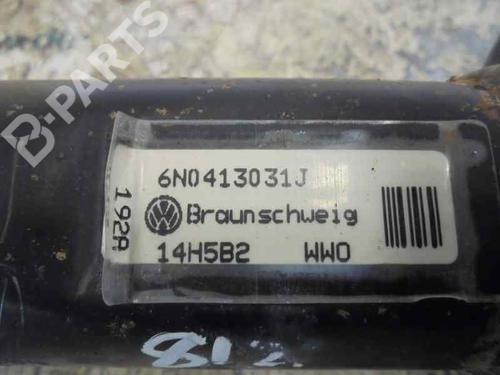 6N0413031J
Braunschweig
14H5B2 WWO
192A
B-PARTS